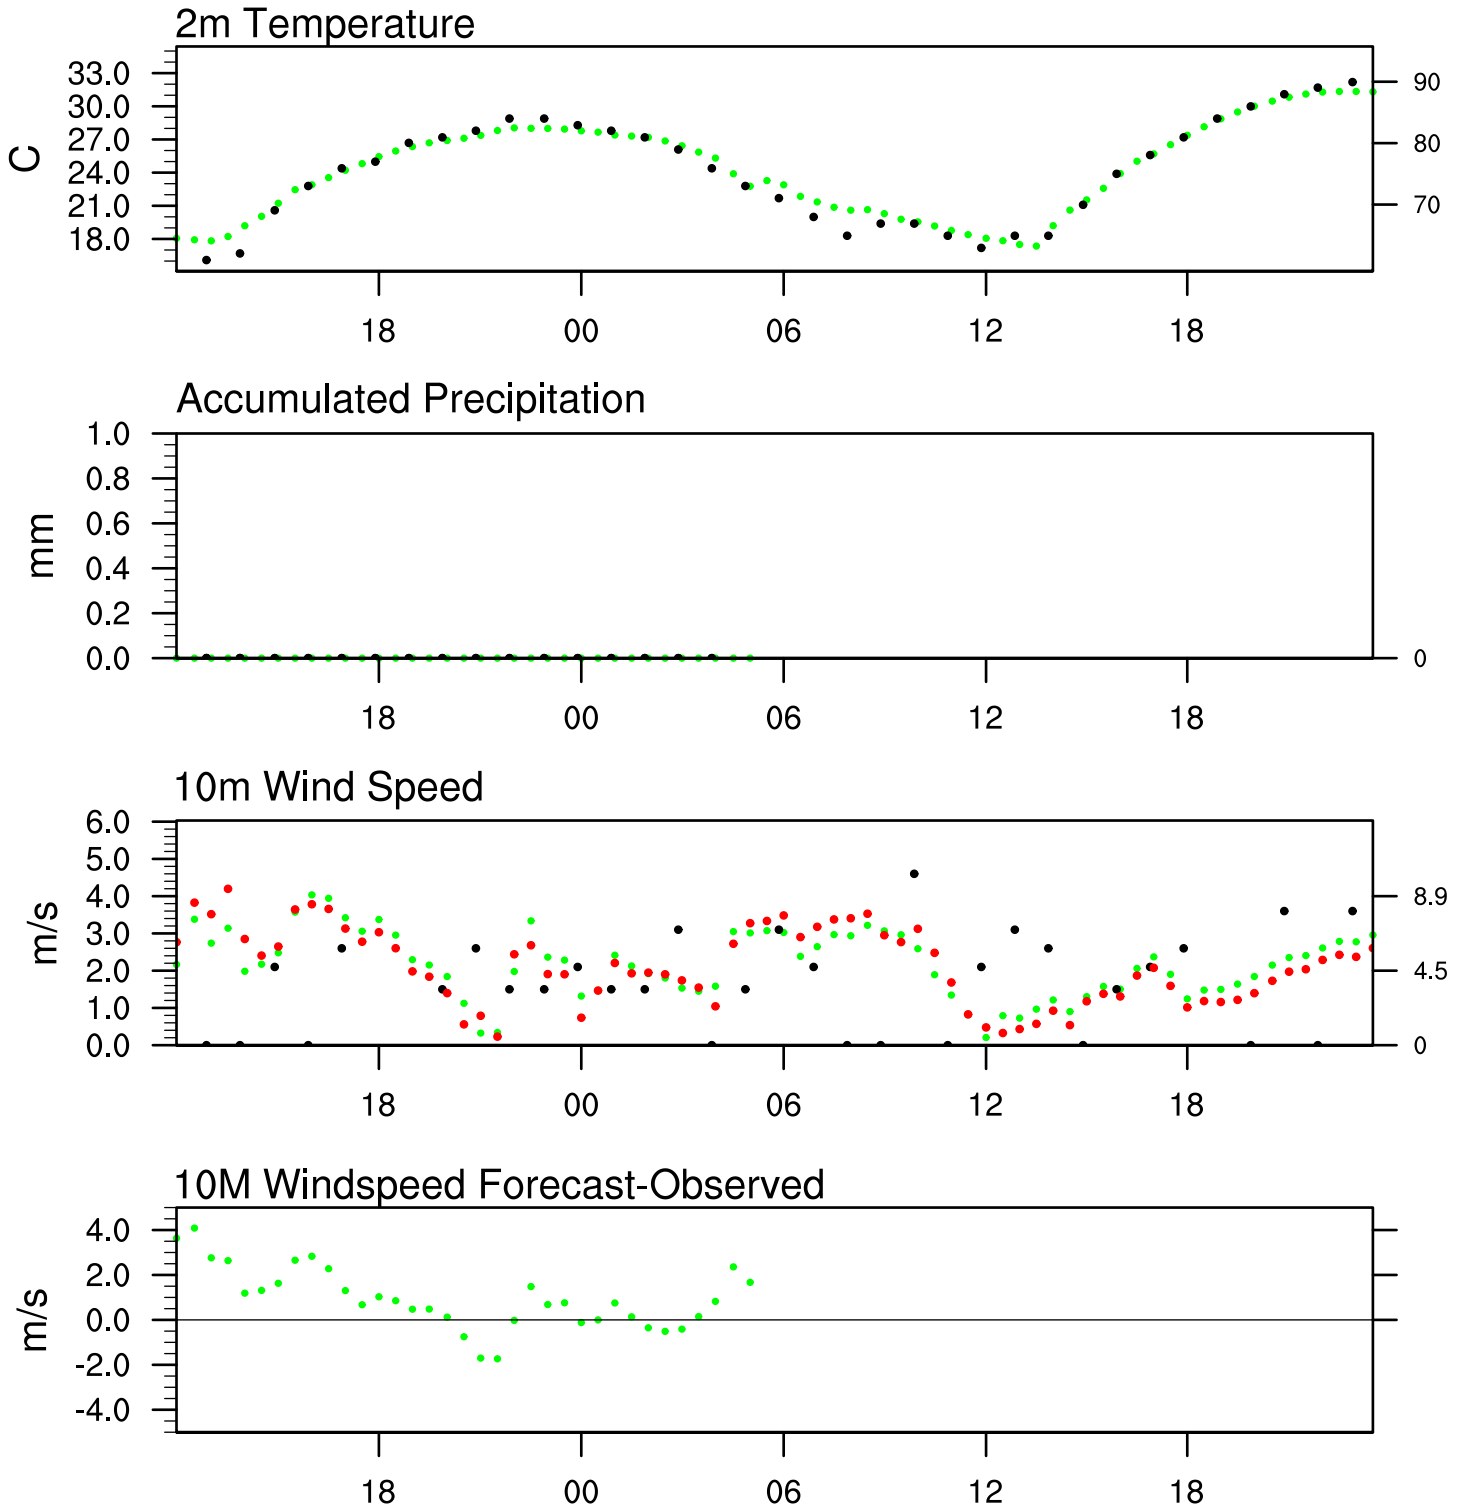 2m Temperature
33.0
30.0
27.0
24.0
21.0
18.0
C
90
80
70
18 00 06 12 18
Accumulated Precipitation
1.0
0.8
0.6
0.4
0.2
0.0
mm
0
18 00 06 12 18
10m Wind Speed
6.0
5.0
4.0
3.0
2.0
1.0
0.0
m/s
8.9
4.5
0
18 00 06 12 18
10M Windspeed Forecast-Observed
4.0
2.0
0.0
-2.0
-4.0
m/s
18 00 06 12 18